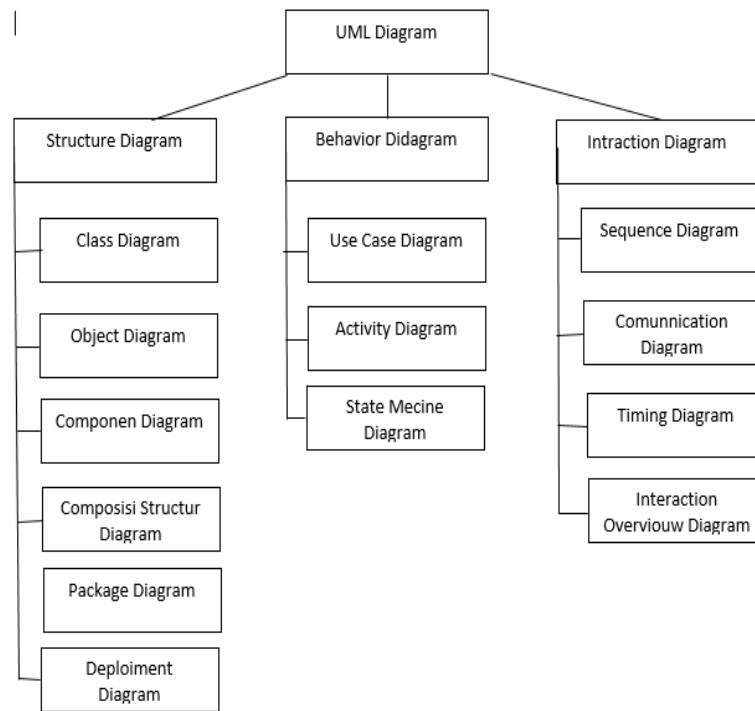 UML Diagram
Structure Diagram
Behavior Didagram
Intraction Diagram
Class Diagram
Object Diagram
Componen Diagram
Composisi Structur
Diagram
Package Diagram
Deploiment
Diagram
Use Case Diagram
Activity Diagram
State Mecine
Diagram
Sequence Diagram
Comunnication
Diagram
Timing Diagram
Interaction
Overviouw Diagram